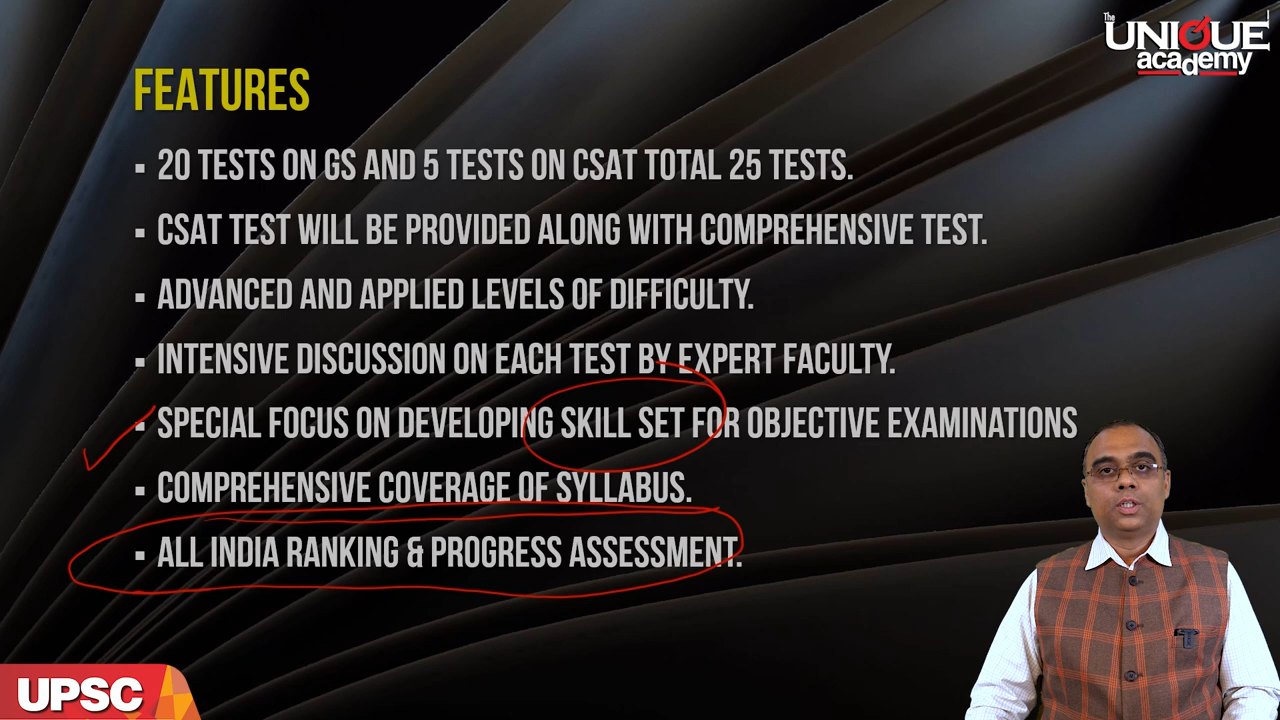 The
UNIQUE
academy
FEATURES
▪ 20 TESTS ON GS AND 5 TESTS ON CSAT TOTAL 25 TESTS.
▪ CSAT TEST WILL BE PROVIDED ALONG WITH COMPREHENSIVE TEST.
▪ ADVANCED AND APPLIED LEVELS OF DIFFICULTY.
▪ INTENSIVE DISCUSSION ON EACH TEST BY EXPERT FACULTY.
▪ SPECIAL FOCUS ON DEVELOPING SKILL SET FOR OBJECTIVE EXAMINATIONS
▪ COMPREHENSIVE COVERAGE OF SYLLABUS.
▪ ALL INDIA RANKING & PROGRESS ASSESSMENT.
UPSC